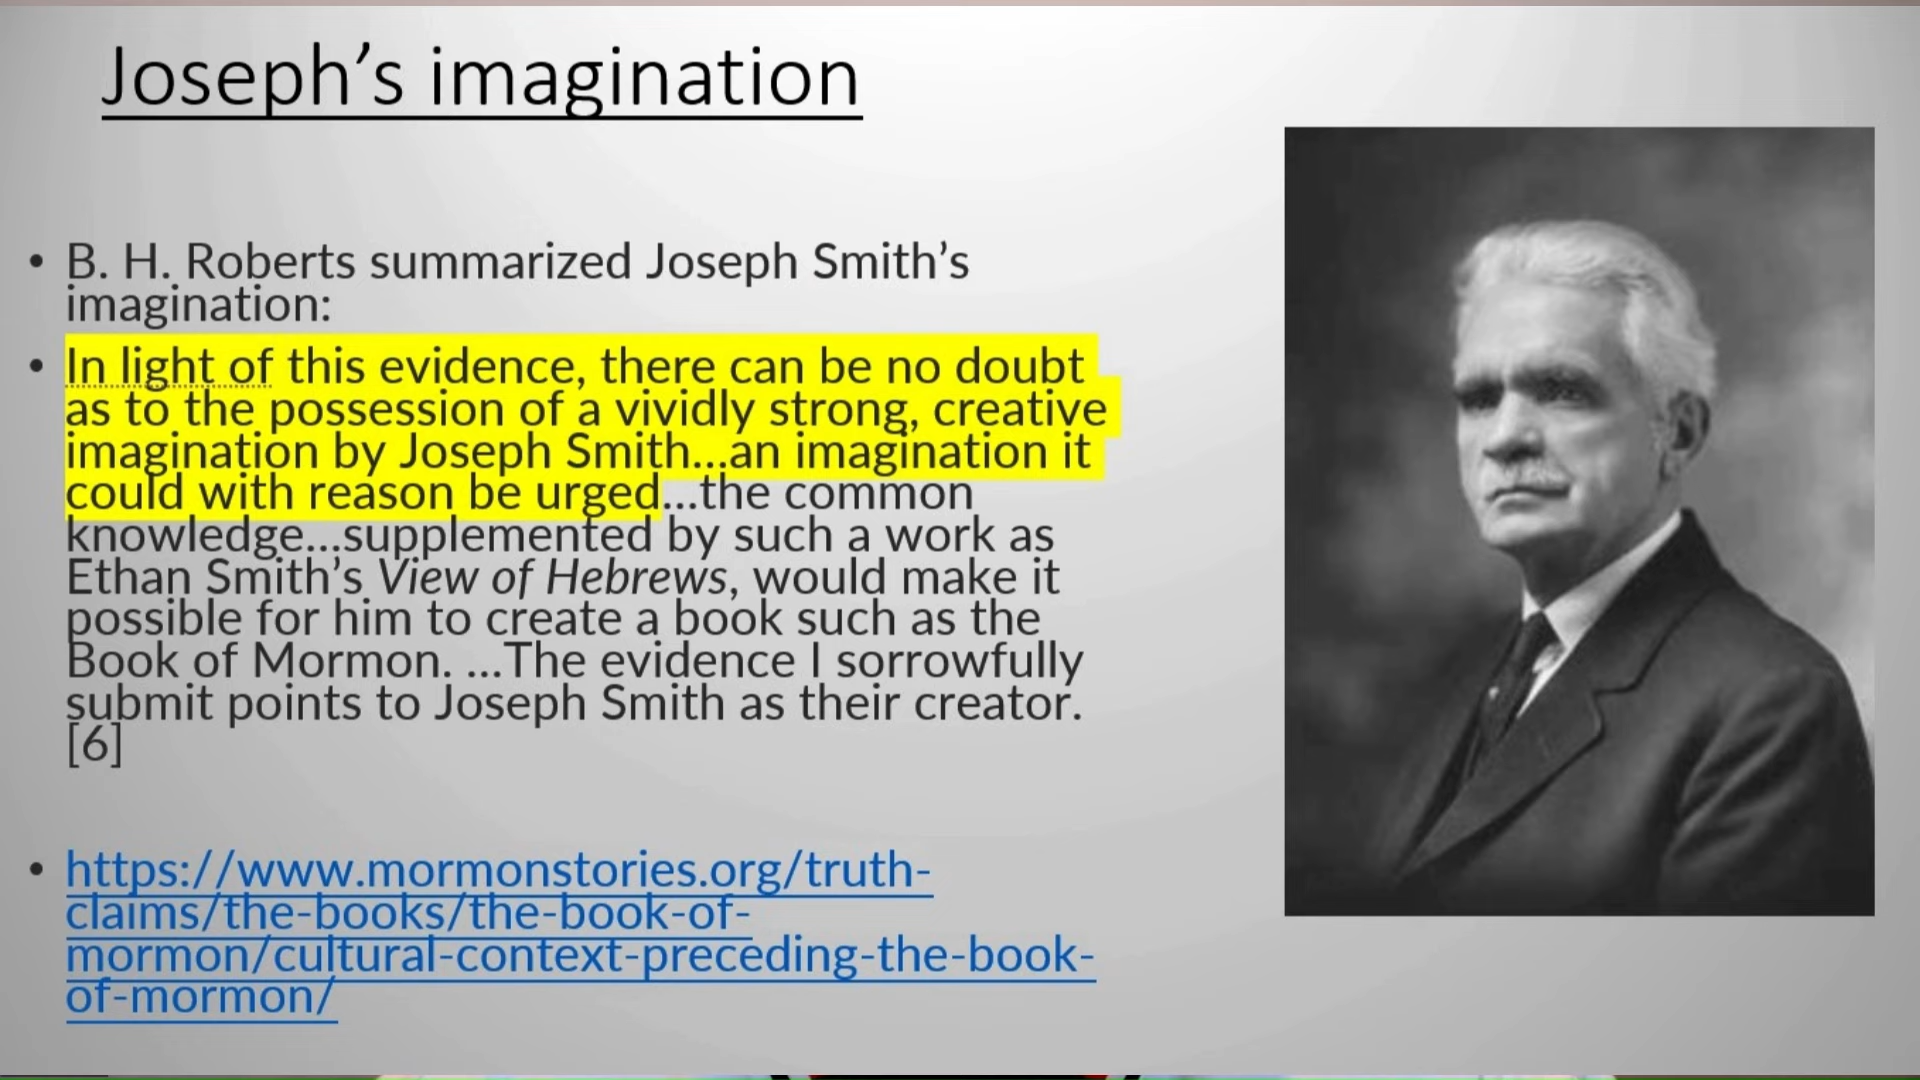 Joseph’s imagination
• B. H. Roberts summarized Joseph Smith’s
imagination:
• In light of this evidence, there can be no doubt
as to the possession of a vividly strong, creative
imagination by Joseph Smith...an imagination it
could with reason be urged...the common
knowledge...supplemented by such a work as
Ethan Smith’s View of Hebrews, would make it
possible for him to create a book such as the
Book of Mormon. ...The evidence I sorrowfully
submit points to Joseph Smith as their creator.
[6]
• https://www.mormonstories.org/truth-
claims/the-books/the-book-of-
mormon/cultural-context-preceding-the-book-
of-mormon/